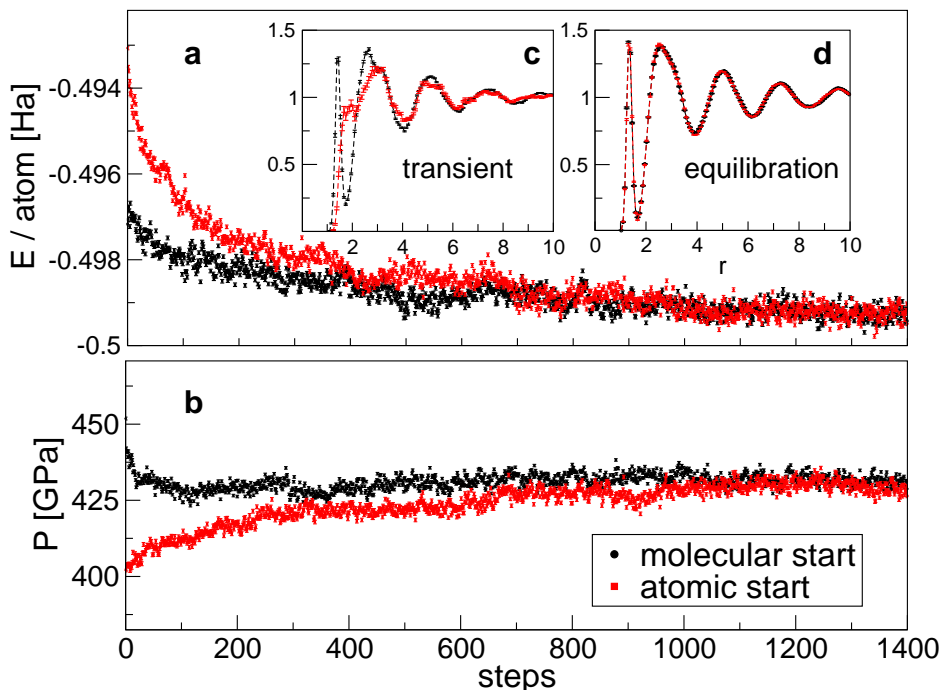 a
E / atom [Ha]
-0.494
-0.496
-0.498
-0.5
c
1.5
1
0.5
transient
2 4 6 8 10
d
1.5
1
0.5
equilibration
0 2 4 6 8 10
r
b
P [GPa]
450
425
400
molecular start
atomic start
0 200 400 600 800 1000 1200 1400
steps